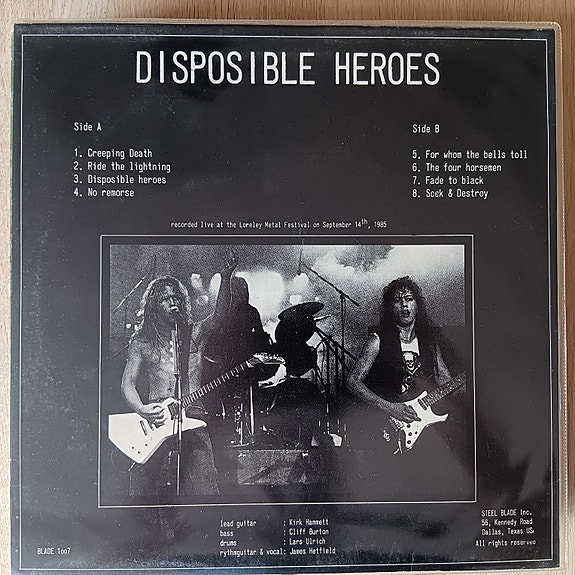 DISPOSIBLE HEROES
Side A
1. Creeping Death
2. Ride the lightning
3. Disposible heroes
4. No remorse
Side B
5. For whom the bells toll
6. The four horsemen
7. Fade to black
8. Seek & Destroy
recorded live at the Loreley Metal Festival on September 14th, 1985
lead guitar : Kirk Hammett
bass : Cliff Burton
drums : Lars Ulrich
rythmguitar & vocal: James Hetfield
BLADE 1oo7
STEEL BLADE Inc.
56, Kennedy Road
Dallas, Texas USA
All rights reserved